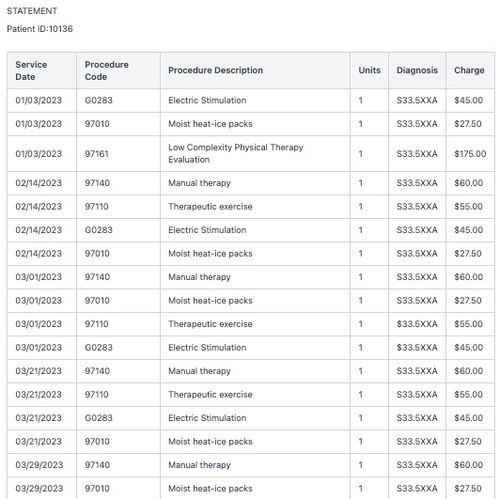 STATEMENT
Patient ID:10136
Service Date Procedure Code Procedure Description Units Diagnosis Charge
01/03/2023 G0283 Electric Stimulation 1 S33.5XXA $45.00
01/03/2023 97010 Moist heat-ice packs 1 S33.5XXA $27.50
01/03/2023 97161 Low Complexity Physical Therapy Evaluation 1 S33.5XXA $175.00
02/14/2023 97140 Manual therapy 1 S33.5XXA $60.00
02/14/2023 97110 Therapeutic exercise 1 S33.5XXA $55.00
02/14/2023 G0283 Electric Stimulation 1 S33.5XXA $45.00
02/14/2023 97010 Moist heat-ice packs 1 S33.5XXA $27.50
03/01/2023 97140 Manual therapy 1 S33.5XXA $60.00
03/01/2023 97010 Moist heat-ice packs 1 S33.5XXA $27.50
03/01/2023 97110 Therapeutic exercise 1 $33.5XXA $55.00
03/01/2023 G0283 Electric Stimulation 1 $33.5XXA $45.00
03/21/2023 97140 Manual therapy 1 S33.5XXA $60.00
03/21/2023 97110 Therapeutic exercise 1 S33.5XXA $55.00
03/21/2023 G0283 Electric Stimulation 1 S33.5XXA $45.00
03/21/2023 97010 Moist heat-ice packs 1 S33.5XXA $27.50
03/29/2023 97140 Manual therapy 1 S33.5XXA $60.00
03/29/2023 97010 Moist heat-ice packs 1 S33.5XXA $27.50